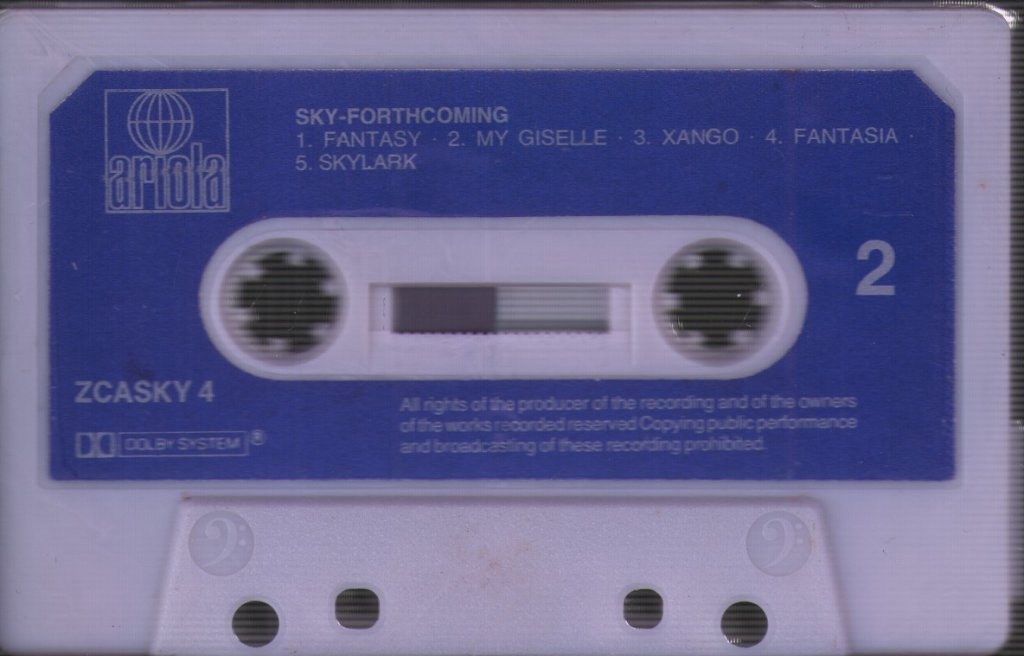 ariola
SKY-FORTHCOMING
1. FANTASY · 2. MY GISELLE · 3. XANGO · 4. FANTASIA ·
5. SKYLARK
2
ZCASKY 4
DOLBY SYSTEM ®
All rights of the producer of the recording and of the owners
of the works recorded reserved Copying public performance
and broadcasting of these recording prohibited.